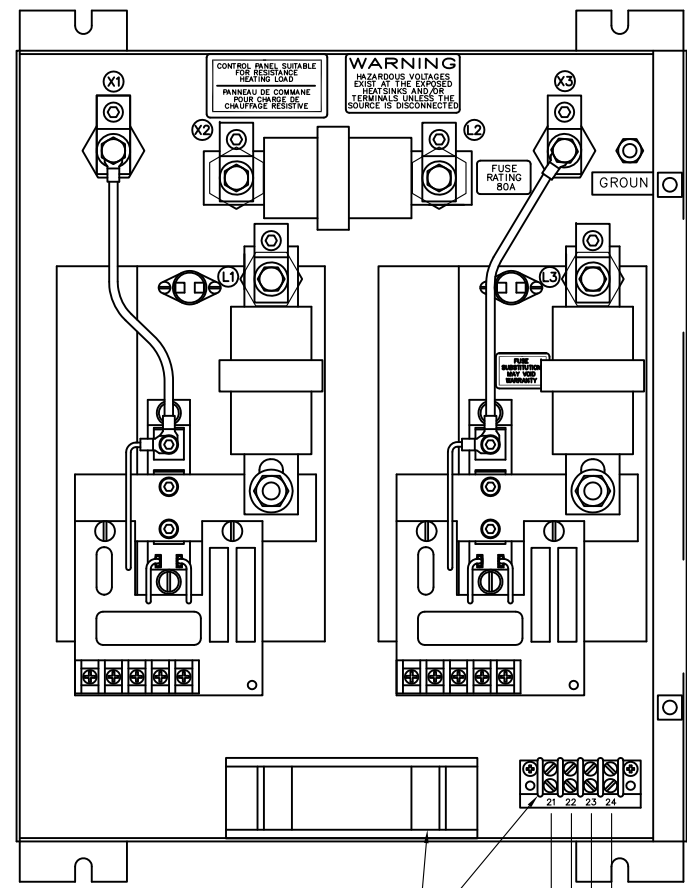 X1
CONTROL PANEL SUITABLE
FOR RESISTANCE
HEATING LOAD
PANNEAU DE COMMANE
POUR CHARGE DE
CHAUFFAGE RESISTIVE
WARNING
HAZARDOUS VOLTAGES
EXIST AT THE EXPOSED
HEATSINKS AND/OR
TERMINALS UNLESS THE
SOURCE IS DISCONNECTED
X3
X2
L2
FUSE
RATING
80A
GROUN
L1
L3
FUSE
SUBSTITUTION
MAY VOID
WARRANTY
21 22 23 24